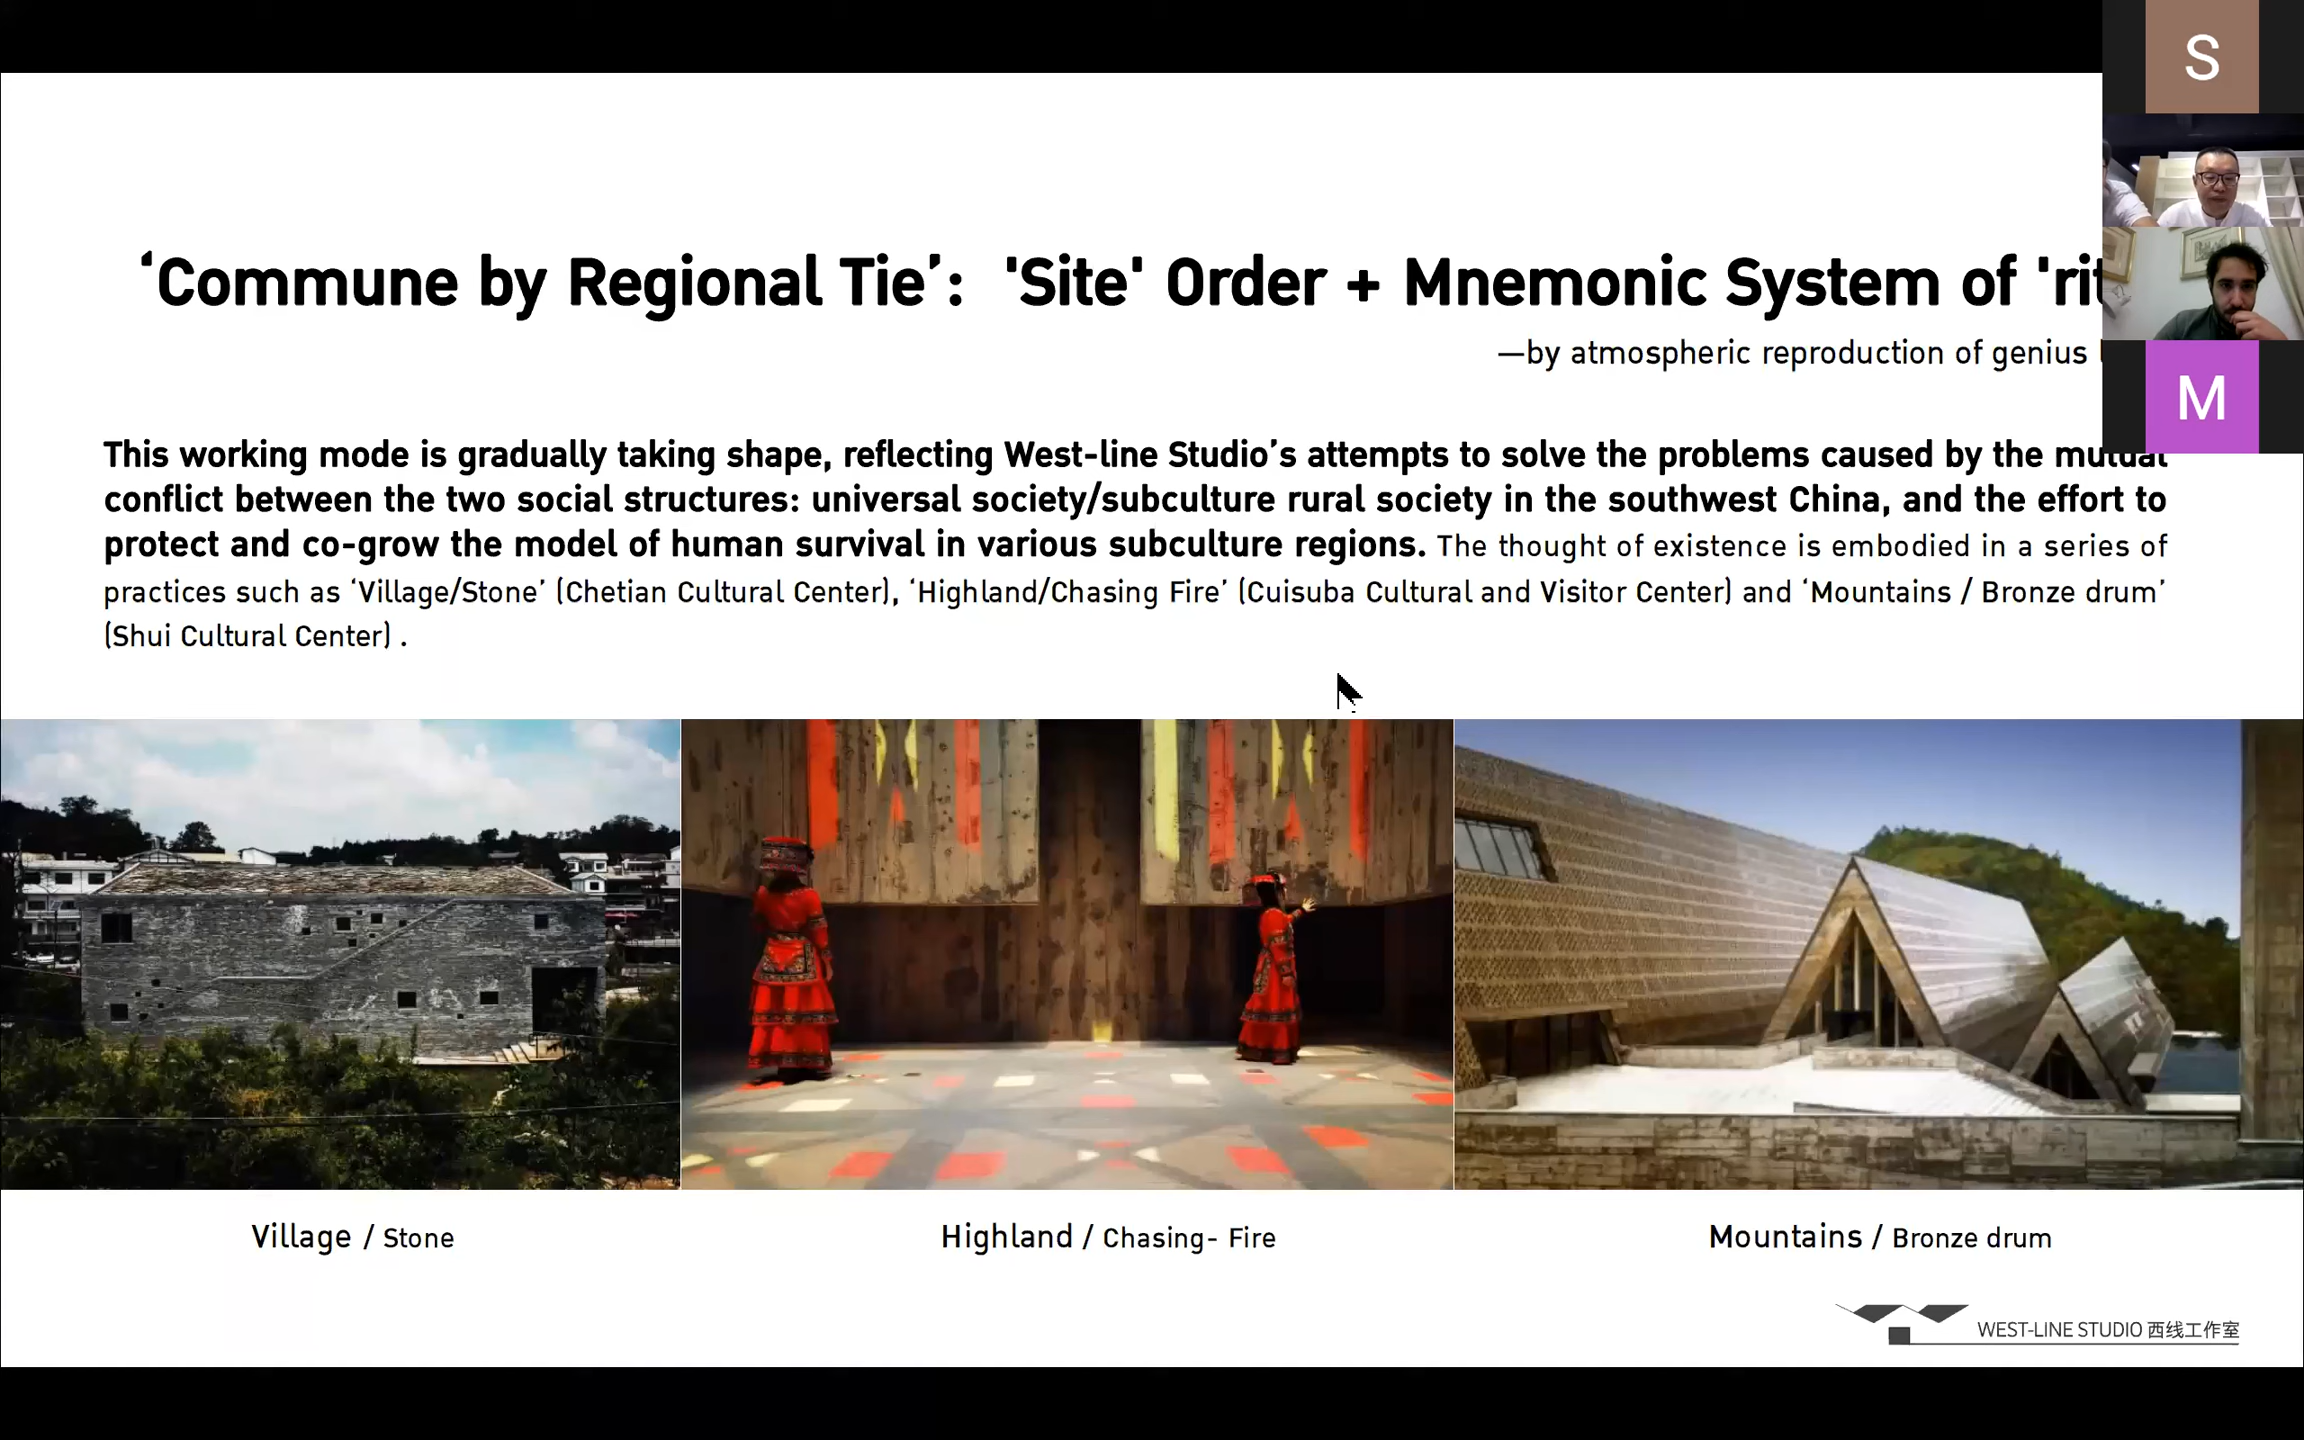 S
‘Commune by Regional Tie’: 'Site' Order + Mnemonic System of
—by atmospheric reproduction of genius
M
This working mode is gradually taking shape, reflecting West-line Studio’s attempts to solve the problems caused by the mutual
conflict between the two social structures: universal society/subculture rural society in the southwest China, and the effort to
protect and co-grow the model of human survival in various subculture regions. The thought of existence is embodied in a series of
practices such as ‘Village/Stone’ (Chetian Cultural Center), ‘Highland/Chasing Fire’ (Cuisuba Cultural and Visitor Center) and ‘Mountains / Bronze drum’
(Shui Cultural Center) .
Village / Stone
Highland / Chasing- Fire
Mountains / Bronze drum
WEST-LINE STUDIO 西线工作室